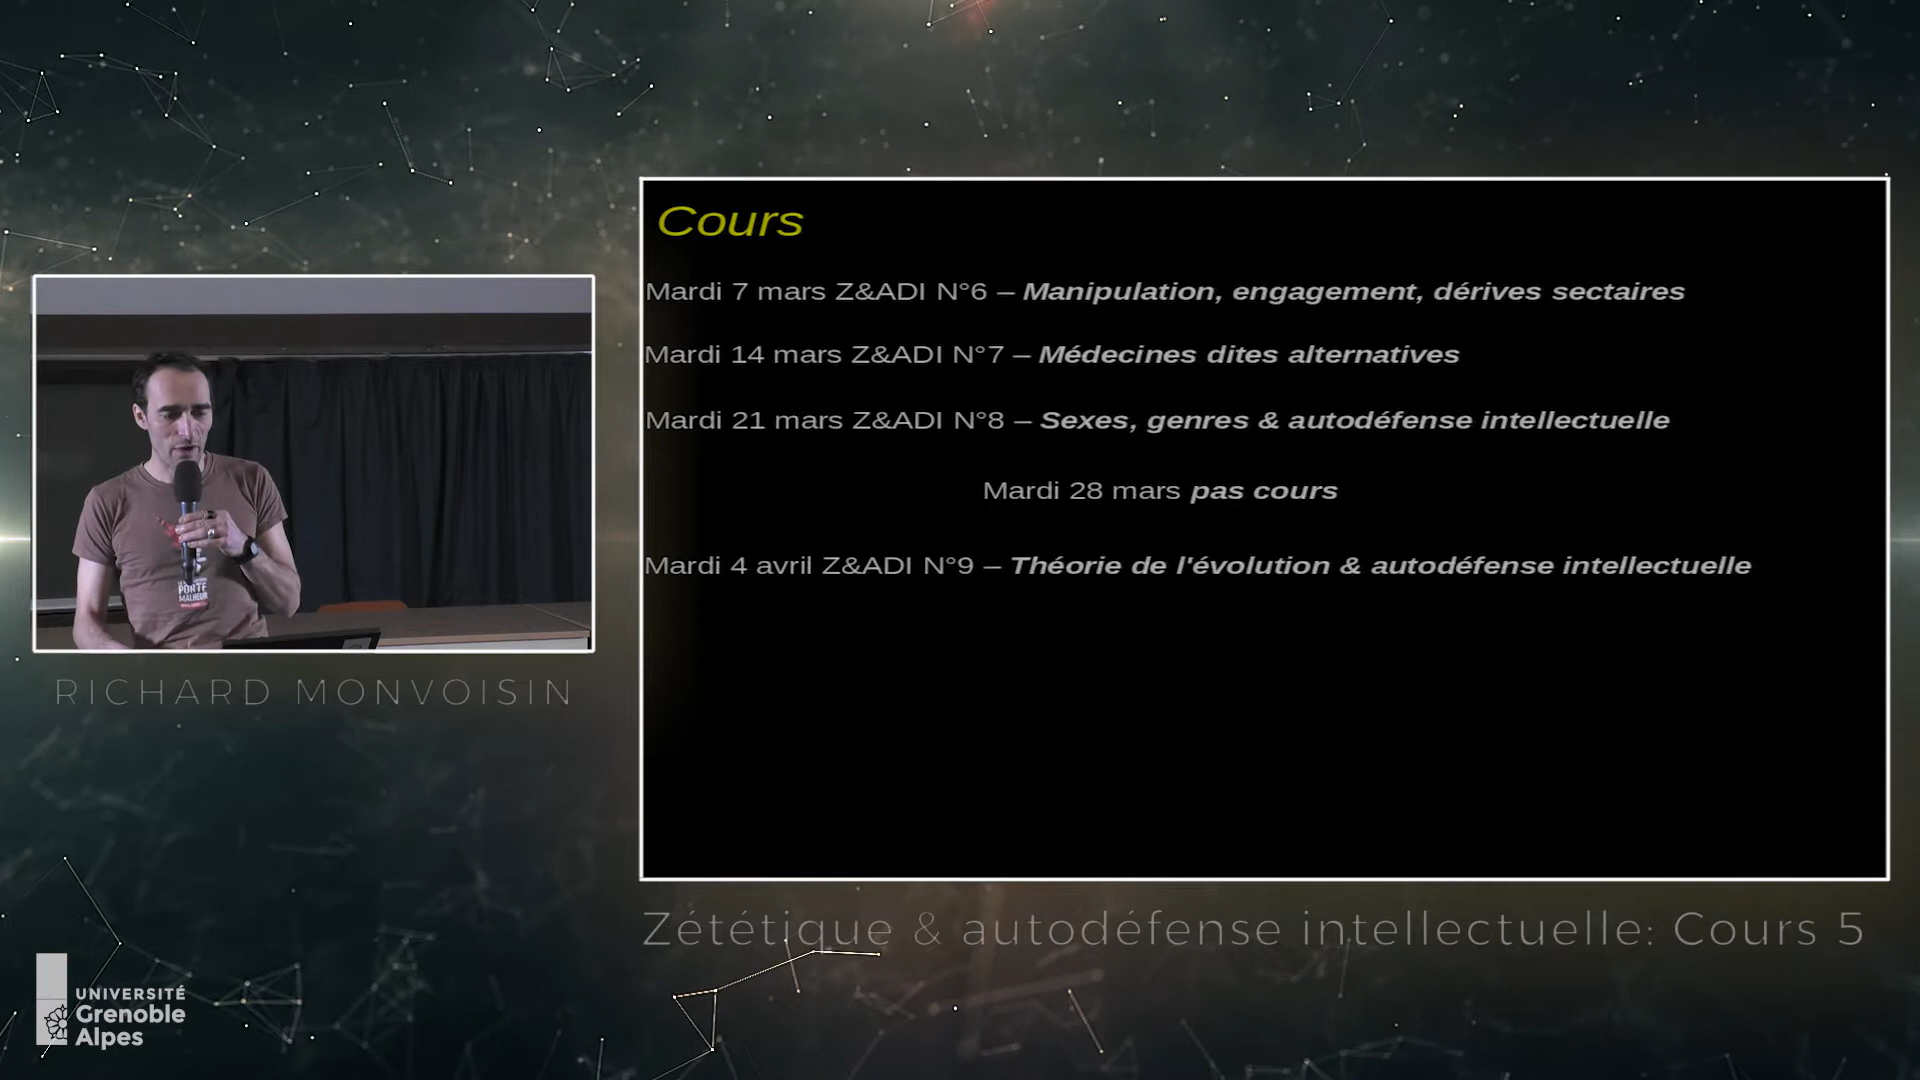 Cours
Mardi 7 mars Z&ADI N°6 – Manipulation, engagement, dérives sectaires
Mardi 14 mars Z&ADI N°7 – Médecines dites alternatives
Mardi 21 mars Z&ADI N°8 – Sexes, genres & autodéfense intellectuelle
Mardi 28 mars pas cours
Mardi 4 avril Z&ADI N°9 – Théorie de l'évolution & autodéfense intellectuelle
PORTE
MALHEUR
RICHARD MONVOISIN
Zététique & autodéfense intellectuelle: Cours 5
UNIVERSITÉ
Grenoble
Alpes